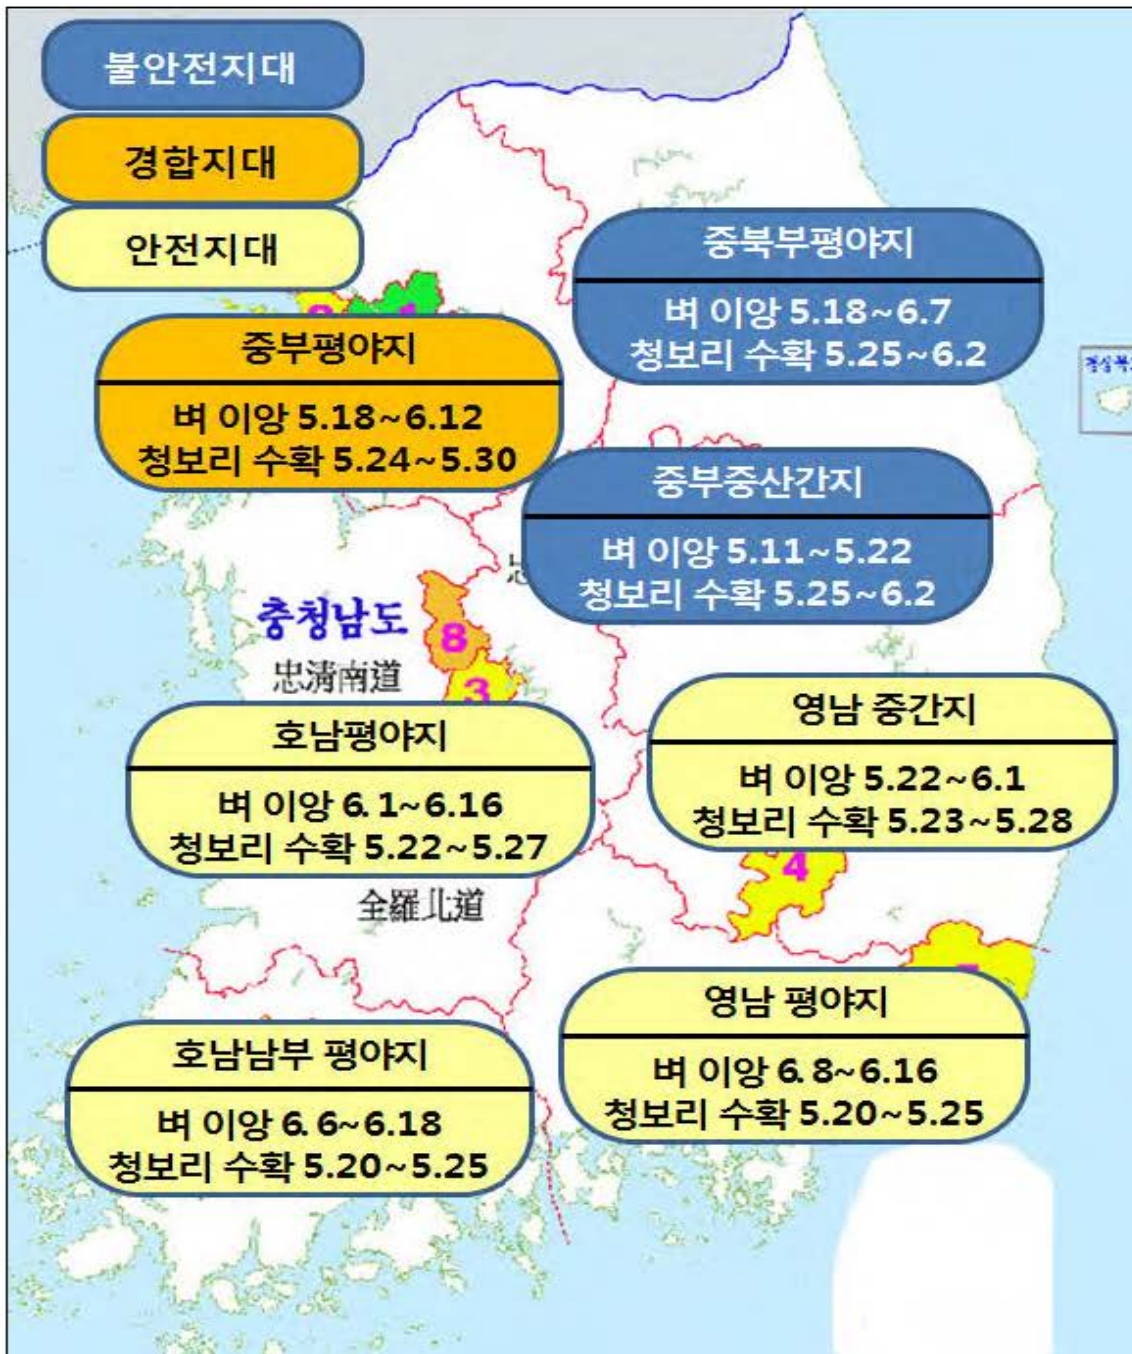 불안전지대
경합지대
안전지대
중북부평야지
벼 이앙 5.18~6.7
청보리 수확 5.25~6.2
중부평야지
벼 이앙 5.18~6.12
청보리 수확 5.24~5.30
중부중산간지
벼 이앙 5.11~5.22
청보리 수확 5.25~6.2
충청남도
8
忠清南道
3
호남평야지
벼 이앙 6.1~6.16
청보리 수확 5.22~5.27
영남 중간지
벼 이앙 5.22~6.1
청보리 수확 5.23~5.28
4
全羅北道
영남 평야지
벼 이앙 6.8~6.16
청보리 수확 5.20~5.25
호남남부 평야지
벼 이앙 6.6~6.18
청보리 수확 5.20~5.25